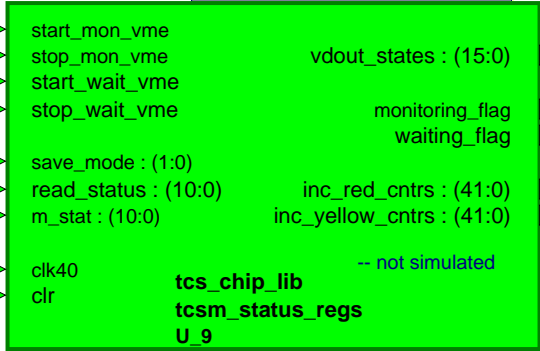 start_mon_vme
stop_mon_vme vdout_states : (15:0)
start_wait_vme
stop_wait_vme monitoring_flag
waiting_flag
save_mode : (1:0)
read_status : (10:0) inc_red_cntrs : (41:0)
m_stat : (10:0) inc_yellow_cntrs : (41:0)
-- not simulated
clk40
tcs_chip_lib
clr
tcsm_status_regs
U_9